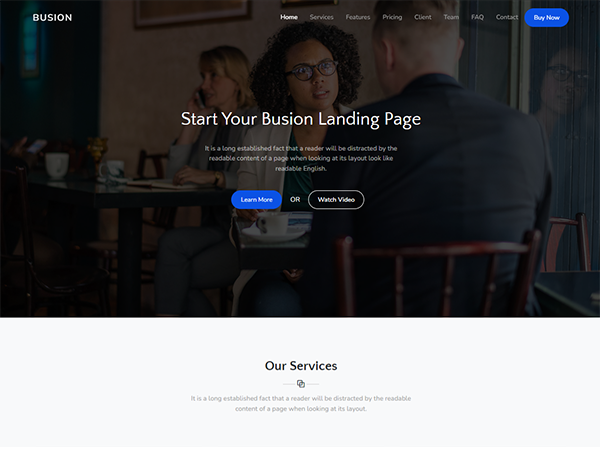 BUSION
Home Services Features Pricing Client Team FAQ Contact Buy Now
Start Your Busion Landing Page
It is a long established fact that a reader will be distracted by the
readable content of a page when looking at its layout look like
readable English.
Learn More OR Watch Video
Our Services
It is a long established fact that a reader will be distracted by the readable
content of a page when looking at its layout.